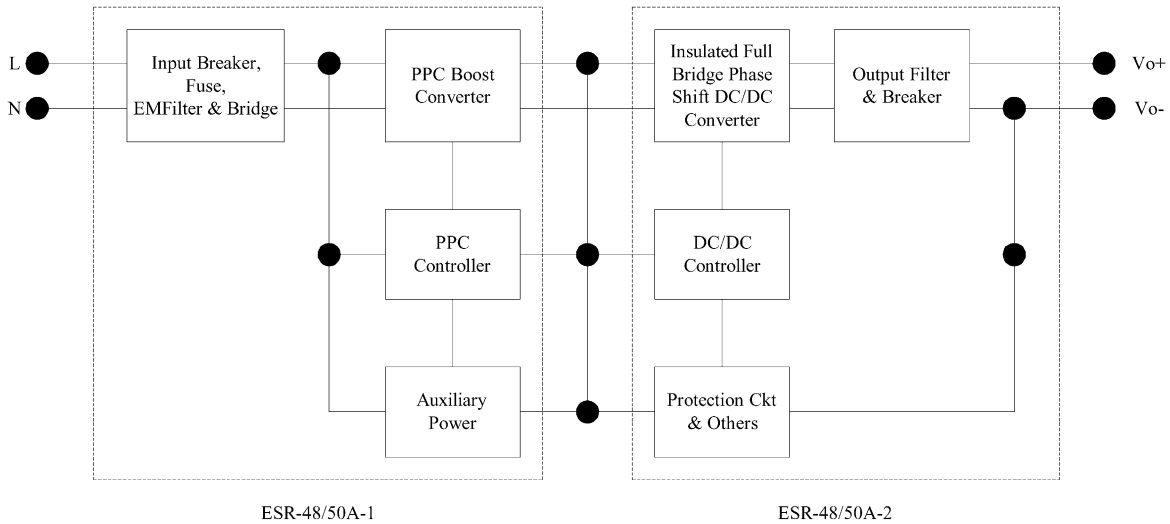 L
N
Input Breaker,
Fuse,
EMFilter & Bridge
PPC Boost
Converter
Insulated Full
Bridge Phase
Shift DC/DC
Converter
Output Filter
& Breaker
Vo+
Vo-
PPC
Controller
DC/DC
Controller
Auxiliary
Power
Protection Ckt
& Others
ESR-48/50A-1
ESR-48/50A-2